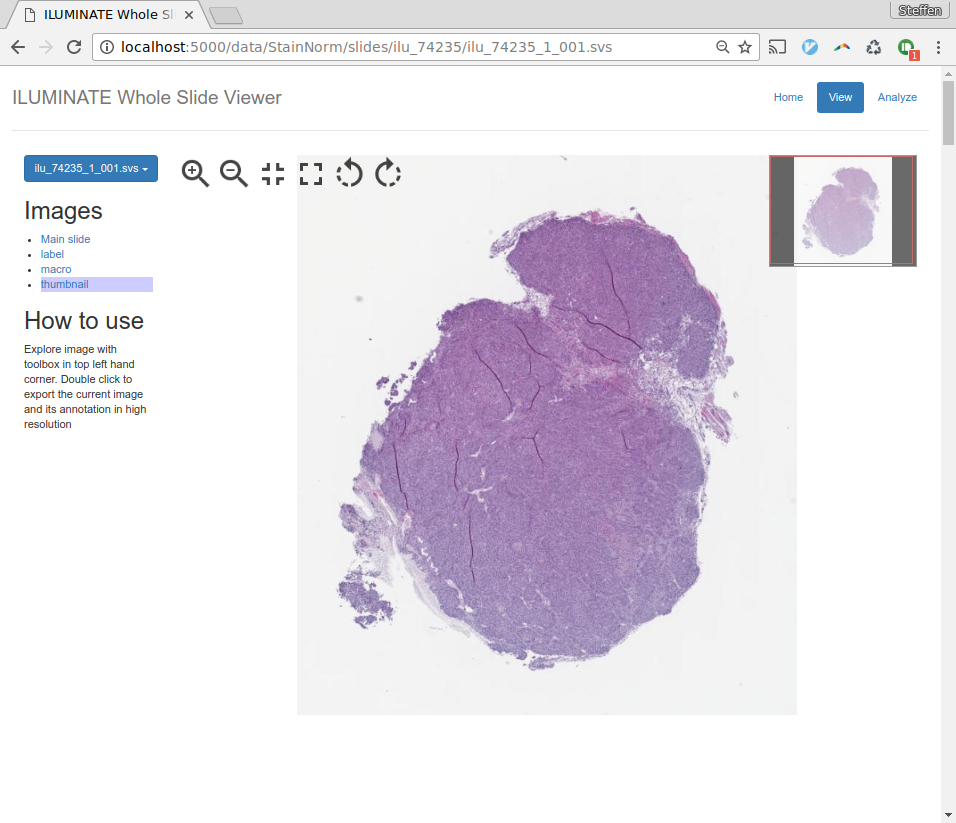 ILUMINATE Whole Sl
Steffen
localhost:5000/data/StainNorm/slides/ilu_74235/ilu_74235_1_001.svs
1
ILUMINATE Whole Slide Viewer
Home
View
Analyze
ilu_74235_1_001.svs
Images
Main slide
label
macro
thumbnail
How to use
Explore image with
toolbox in top left hand
corner. Double click to
export the current image
and its annotation in high
resolution